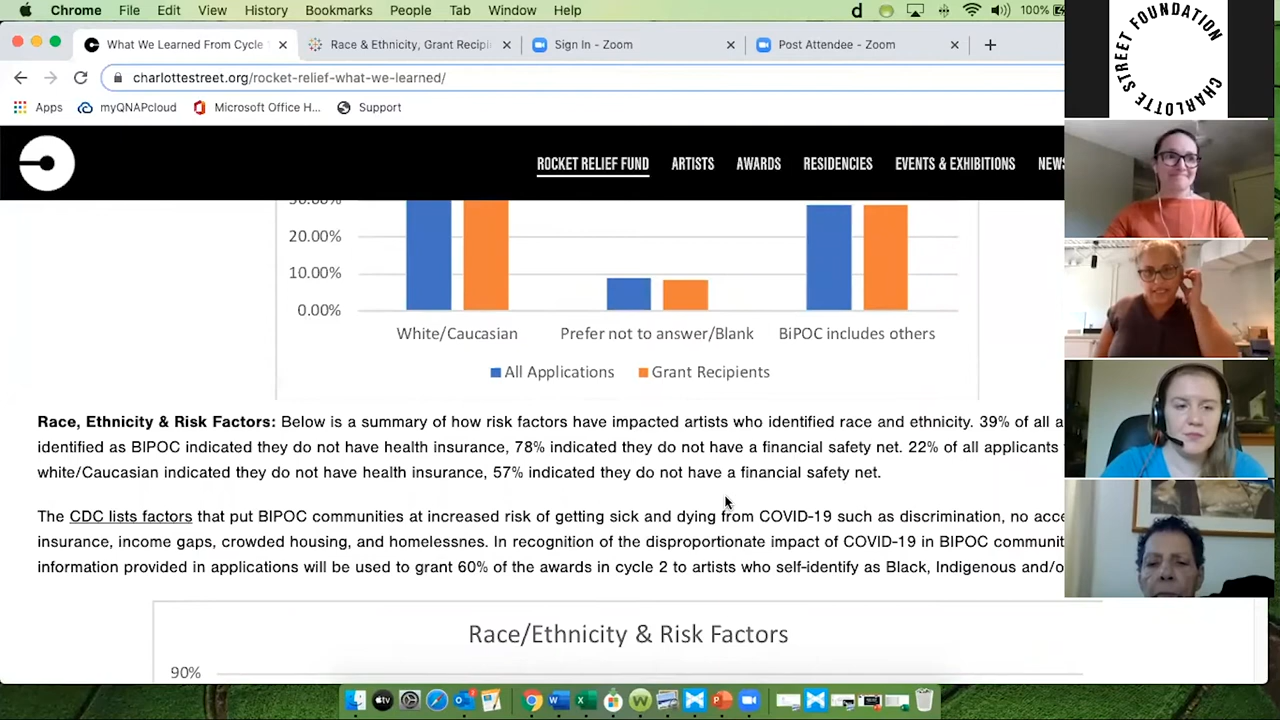 Chrome File Edit View History Bookmarks People Tab Window Help 100%
What We Learned From Cycle
Race & Ethnicity, Grant Recipi
Sign In - Zoom
Post Attendee - Zoom
charlottestreet.org/rocket-relief-what-we-learned/
Apps myQNAPcloud Microsoft Office H... Support
CHARLOTTE STREET FOUNDATION
ROCKET RELIEF FUND ARTISTS AWARDS RESIDENCIES EVENTS & EXHIBITIONS NEWS
30.00%
20.00%
10.00%
0.00%
White/Caucasian Prefer not to answer/Blank BiPOC includes others
All Applications Grant Recipients
Race, Ethnicity & Risk Factors: Below is a summary of how risk factors have impacted artists who identified race and ethnicity. 39% of all a
identified as BIPOC indicated they do not have health insurance, 78% indicated they do not have a financial safety net. 22% of all applicants
white/Caucasian indicated they do not have health insurance, 57% indicated they do not have a financial safety net.
The CDC lists factors that put BIPOC communities at increased risk of getting sick and dying from COVID-19 such as discrimination, no acce
insurance, income gaps, crowded housing, and homelessness. In recognition of the disproportionate impact of COVID-19 in BIPOC communit
information provided in applications will be used to grant 60% of the awards in cycle 2 to artists who self-identify as Black, Indigenous and/o
Race/Ethnicity & Risk Factors
90%